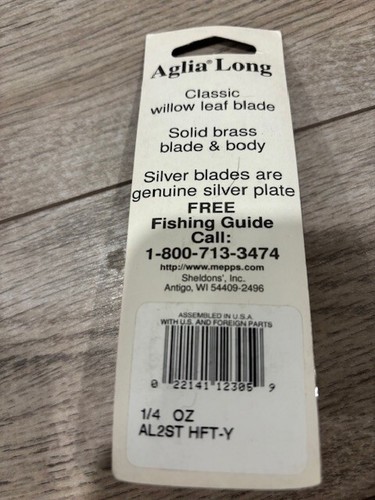 Aglia® Long
Classic
willow leaf blade
Solid brass
blade & body
Silver blades are
genuine silver plate
FREE
Fishing Guide
Call:
1-800-713-3474
http://www.mepps.com
Sheldons', Inc.
Antigo, WI 54409-2496
ASSEMBLED IN U.S.A.
WITH U.S. AND FOREIGN PARTS
0 22141 12305 9
1/4 OZ
AL2ST HFT-Y